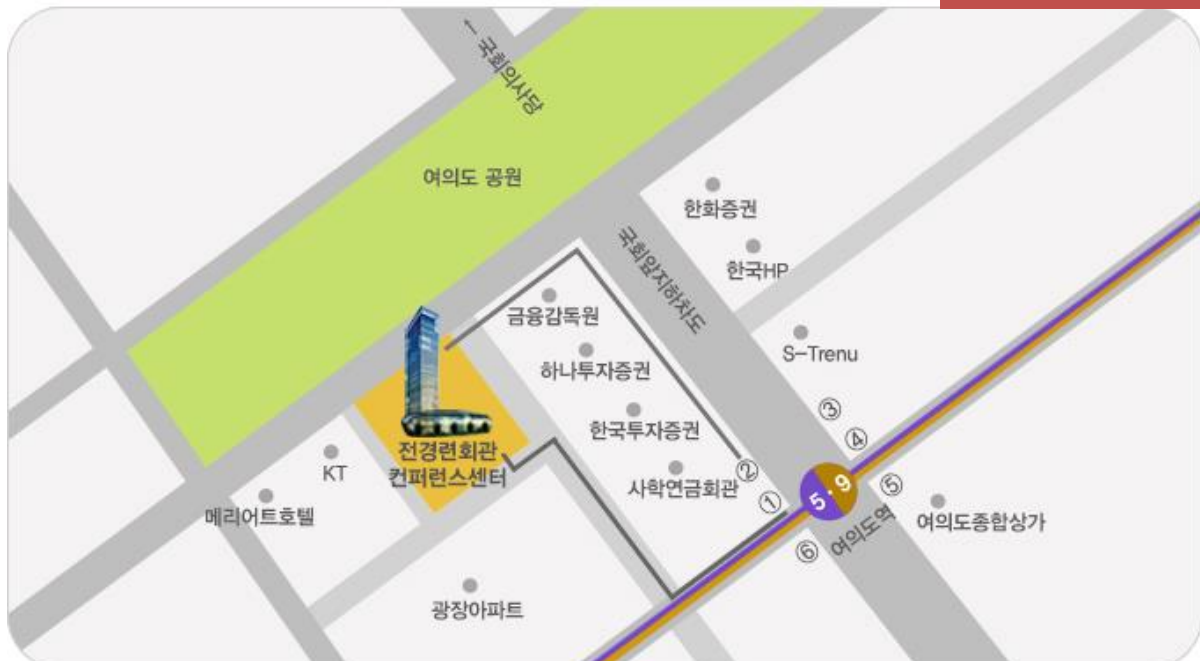 ← 국회의사당
여의도 공원
한화증권
국회앞지하차도
한국HP
금융감독원
S-Trenu
하나투자증권
③
한국투자증권
④
전경련회관
컨퍼런스센터
KT
②
사학연금회관
①
5·9
⑤
메리어트호텔
여의도역
여의도종합상가
⑥
광장아파트